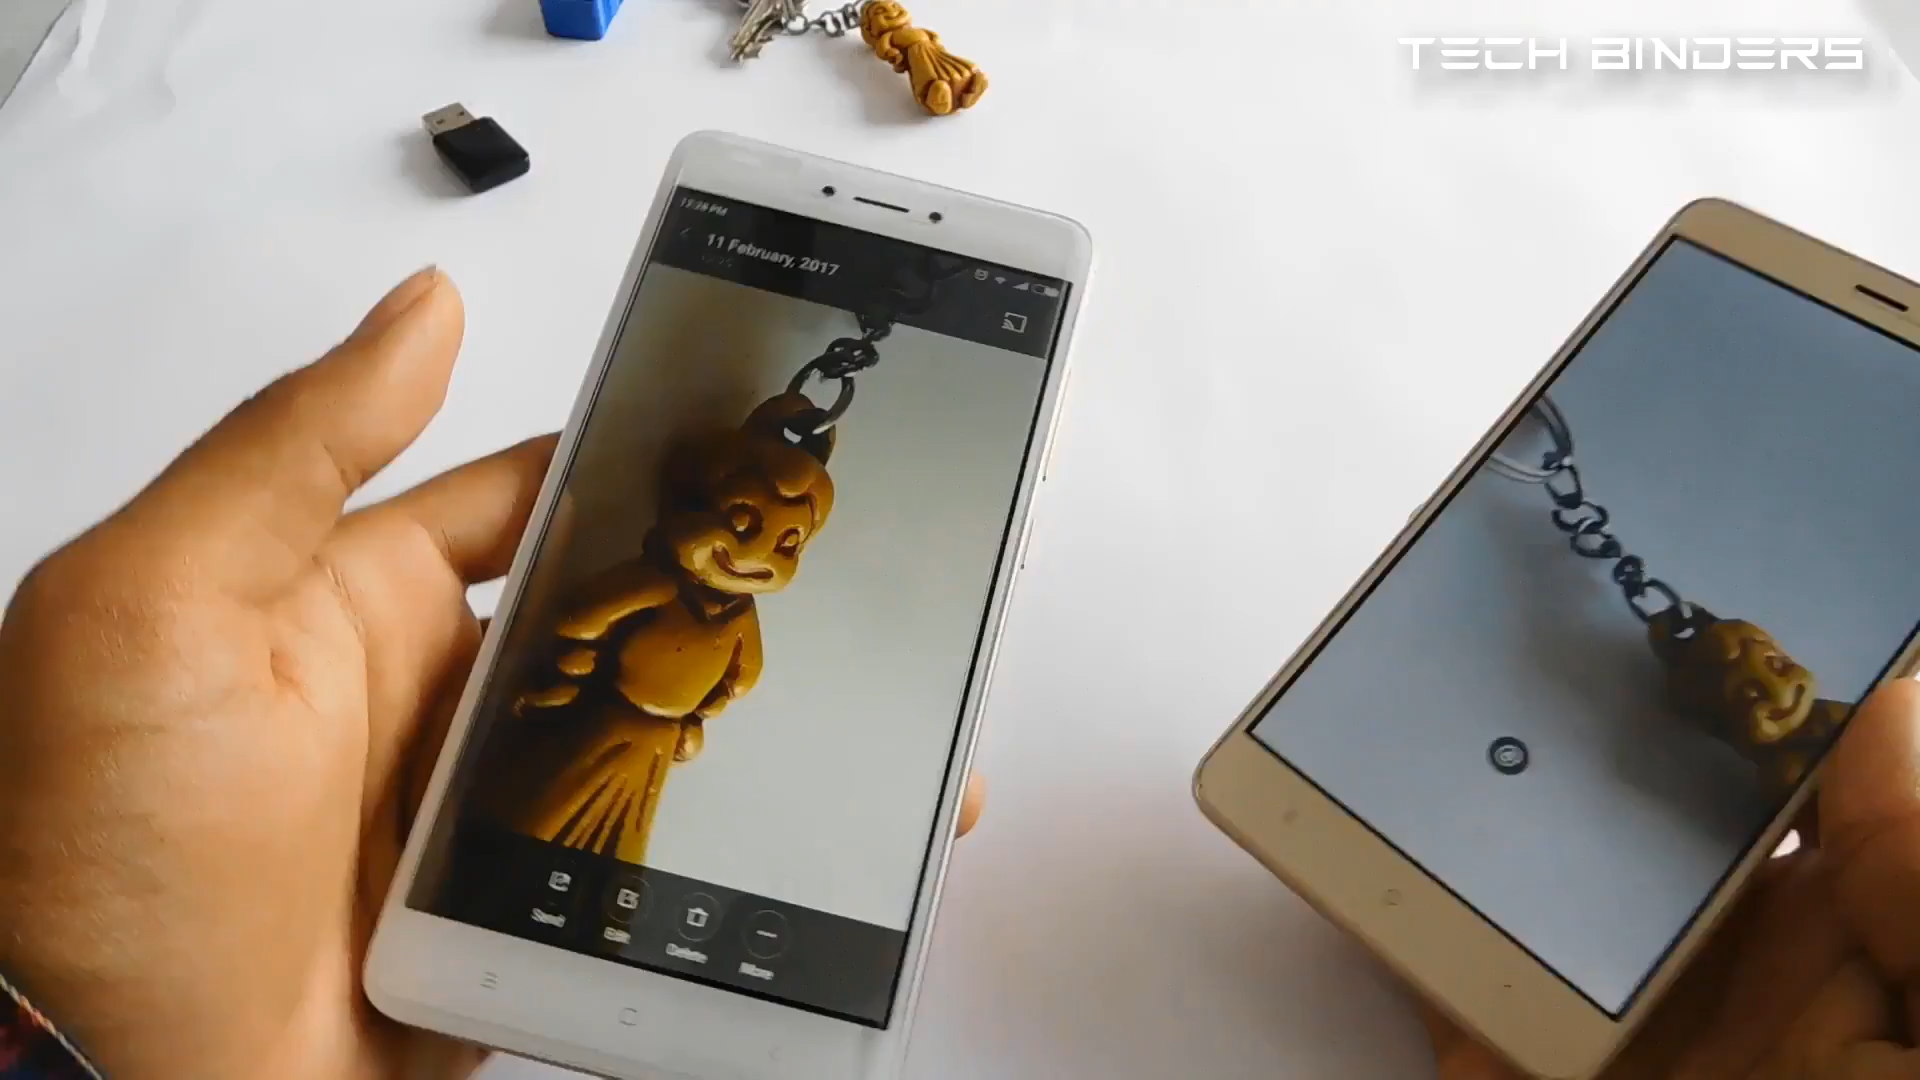 TECH BINDERS
11 February, 2017
Send
Edit
Delete
More